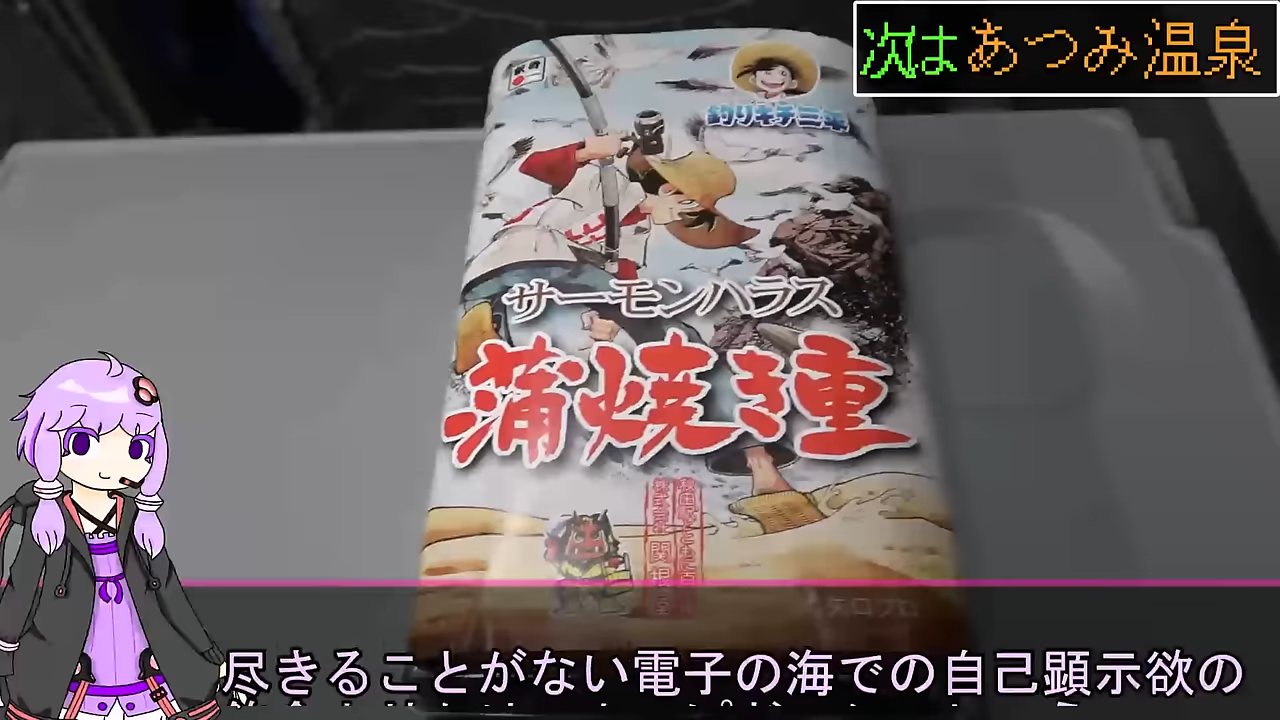 次はあつみ温泉
釣りキチ三平
サーモンハラス
蒲焼き重
尽きることがない電子の海での自己顕示欲の